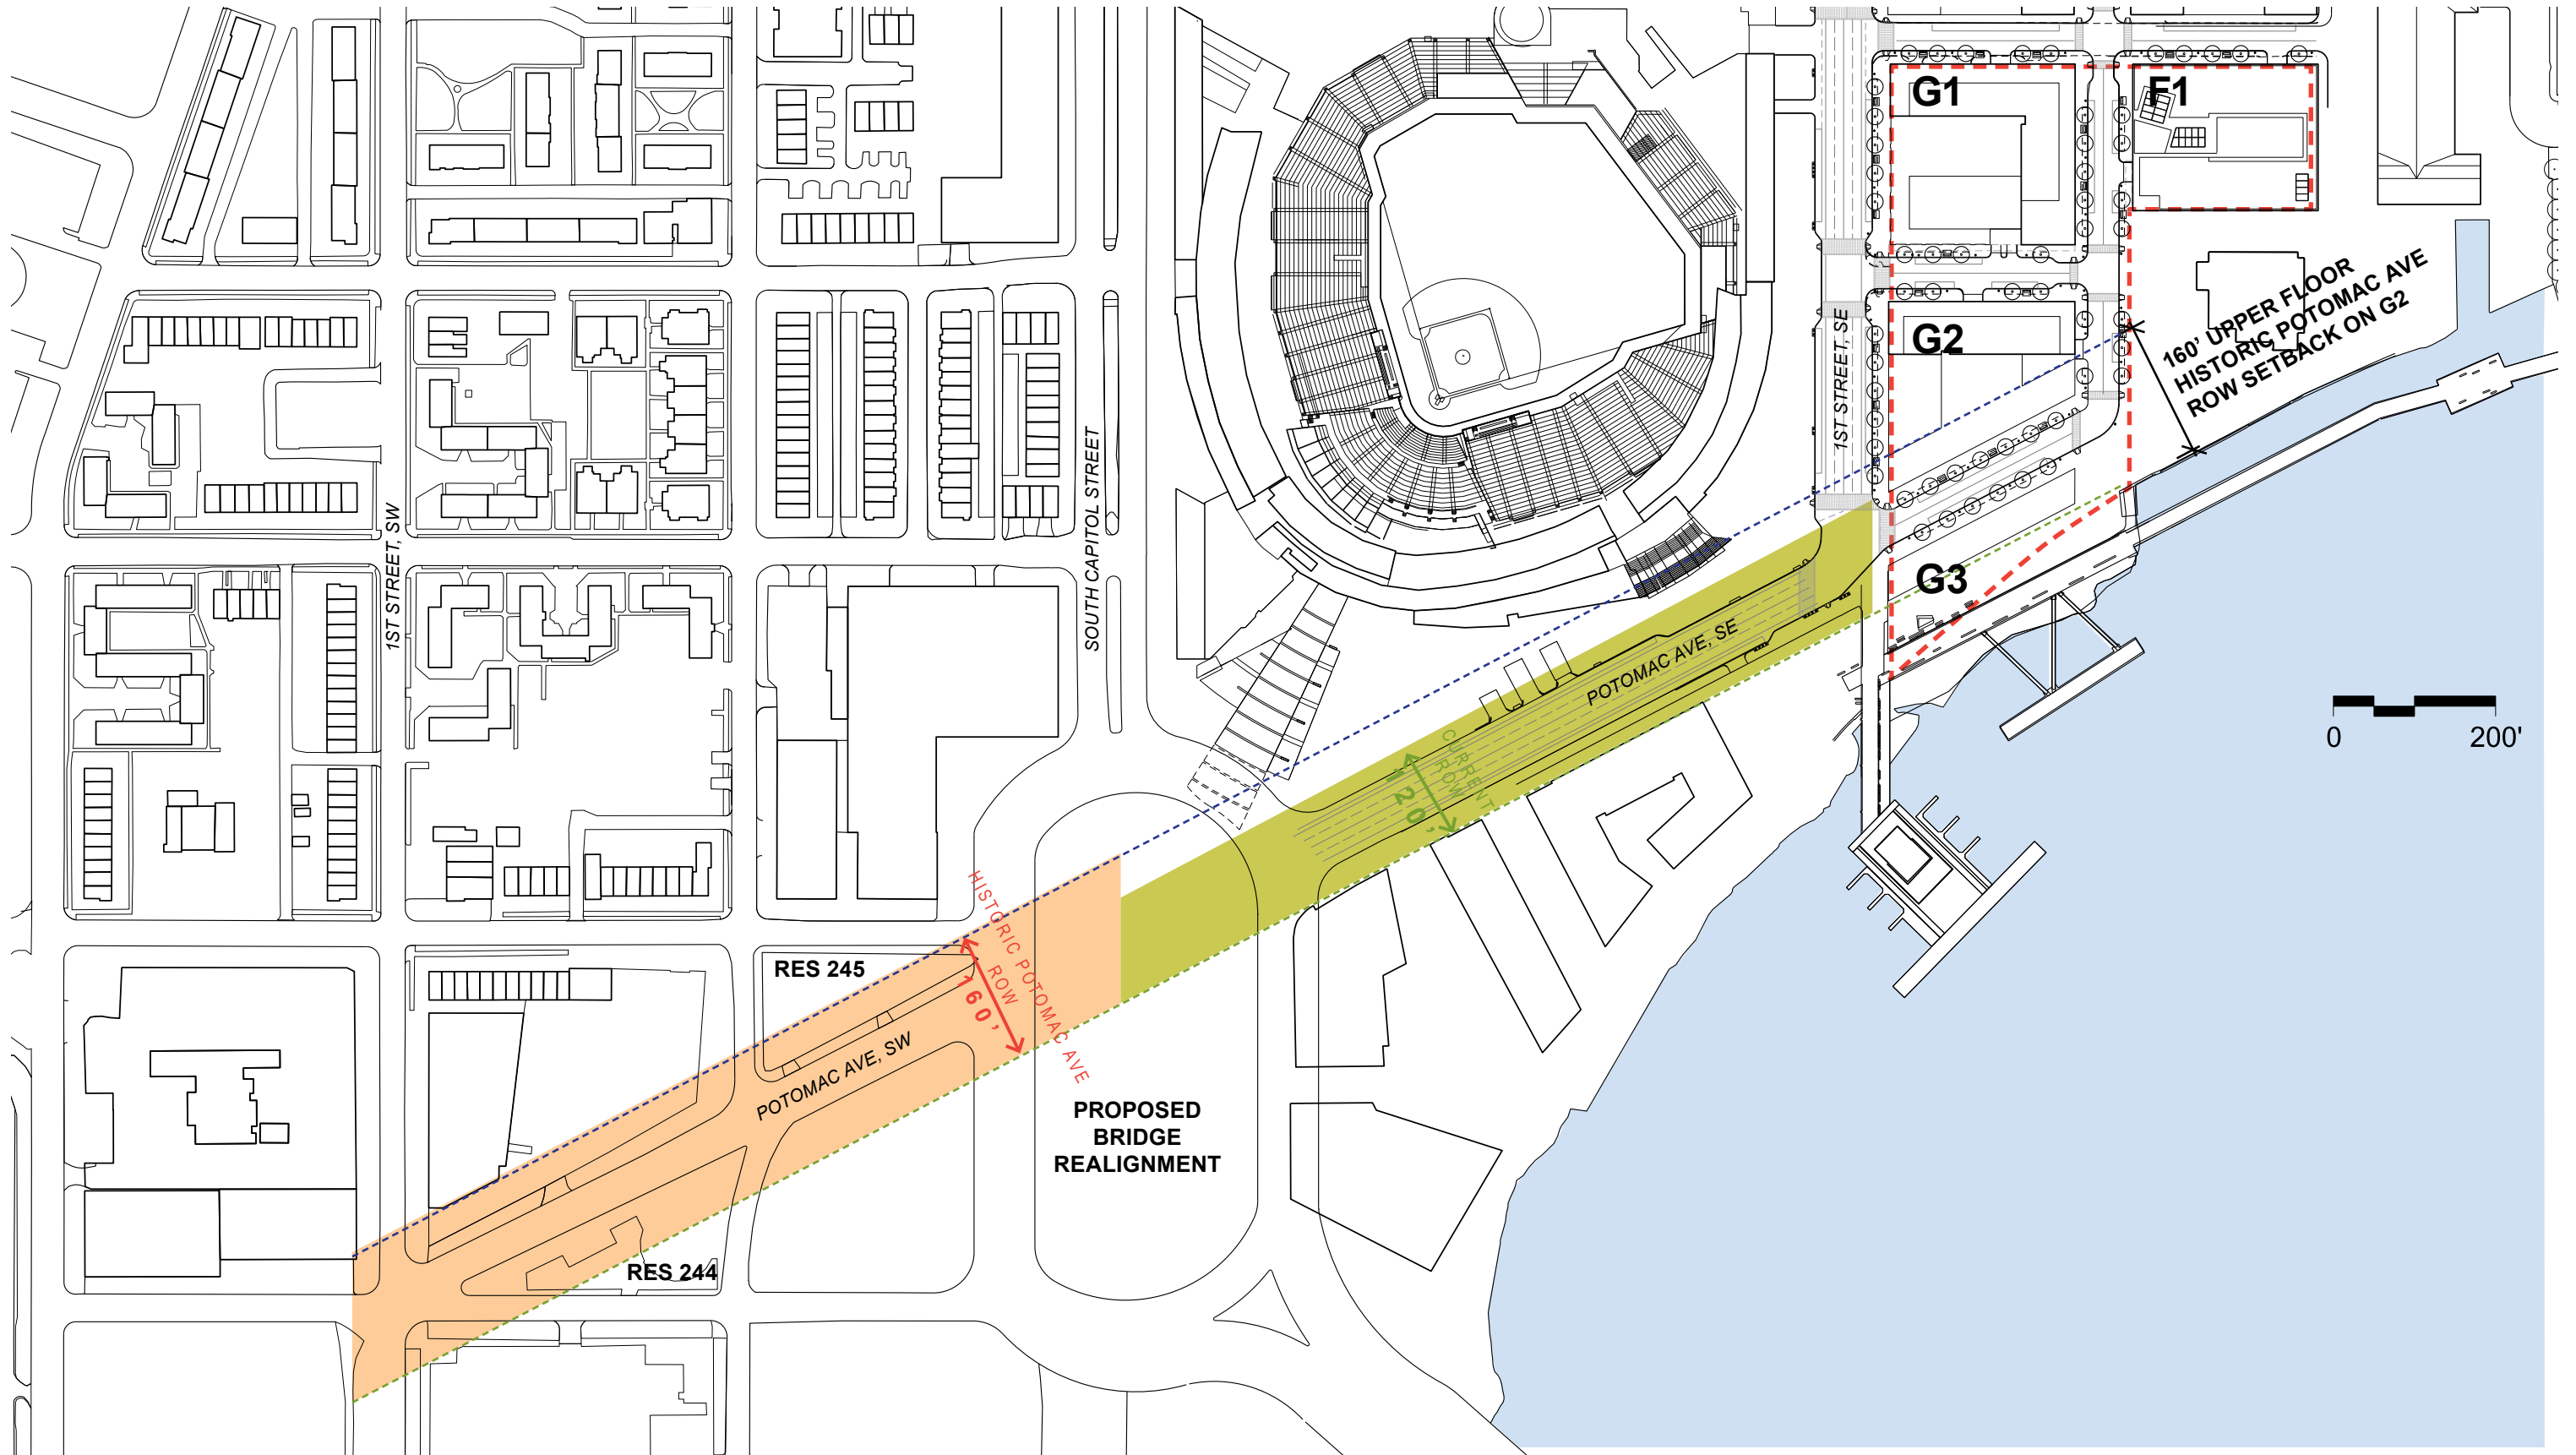 G1
F1
160' UPPER FLOOR
HISTORIC POTOMAC AVE
ROW SETBACK ON G2
G2
1ST STREET, SE
SOUTH CAPITOL STREET
1ST STREET, SW
G3
POTOMAC AVE, SE
0 200'
CURRENT
ROW
120'
HISTORIC POTOMAC AVE
ROW
160'
RES 245
POTOMAC AVE, SW
PROPOSED
BRIDGE
REALIGNMENT
RES 244